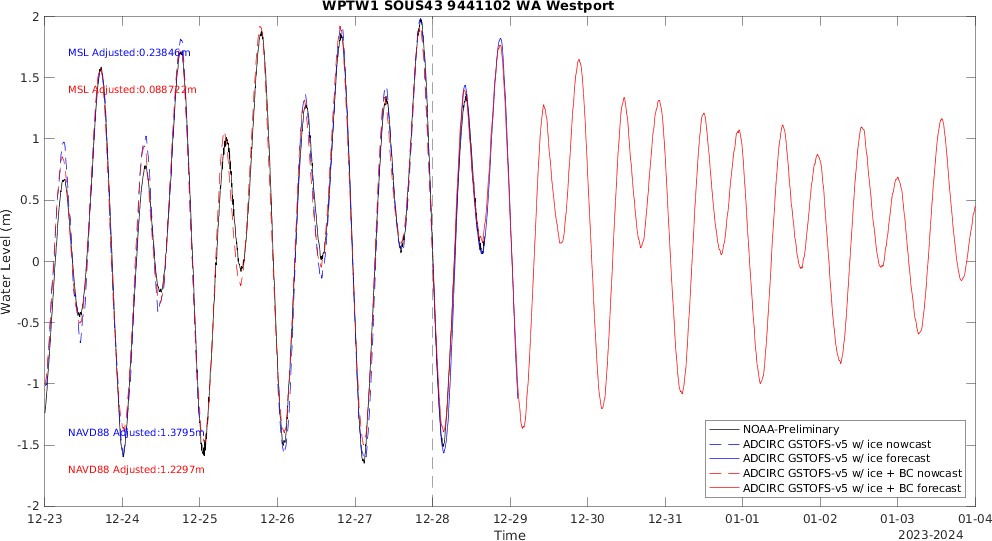 WPTW1 SOUS43 9441102 WA Westport
2
1.5
1
0.5
0
-0.5
-1
-1.5
-2
Water Level (m)
MSL Adjusted:0.23846m
MSL Adjusted:0.088722m
NAVD88 Adjusted:1.3795m
NAVD88 Adjusted:1.2297m
NOAA-Preliminary
ADCIRC GSTOFS-v5 w/ ice nowcast
ADCIRC GSTOFS-v5 w/ ice forecast
ADCIRC GSTOFS-v5 w/ ice + BC nowcast
ADCIRC GSTOFS-v5 w/ ice + BC forecast
12-23 12-24 12-25 12-26 12-27 12-28 12-29 12-30 12-31 01-01 01-02 01-03 01-04
Time
2023-2024